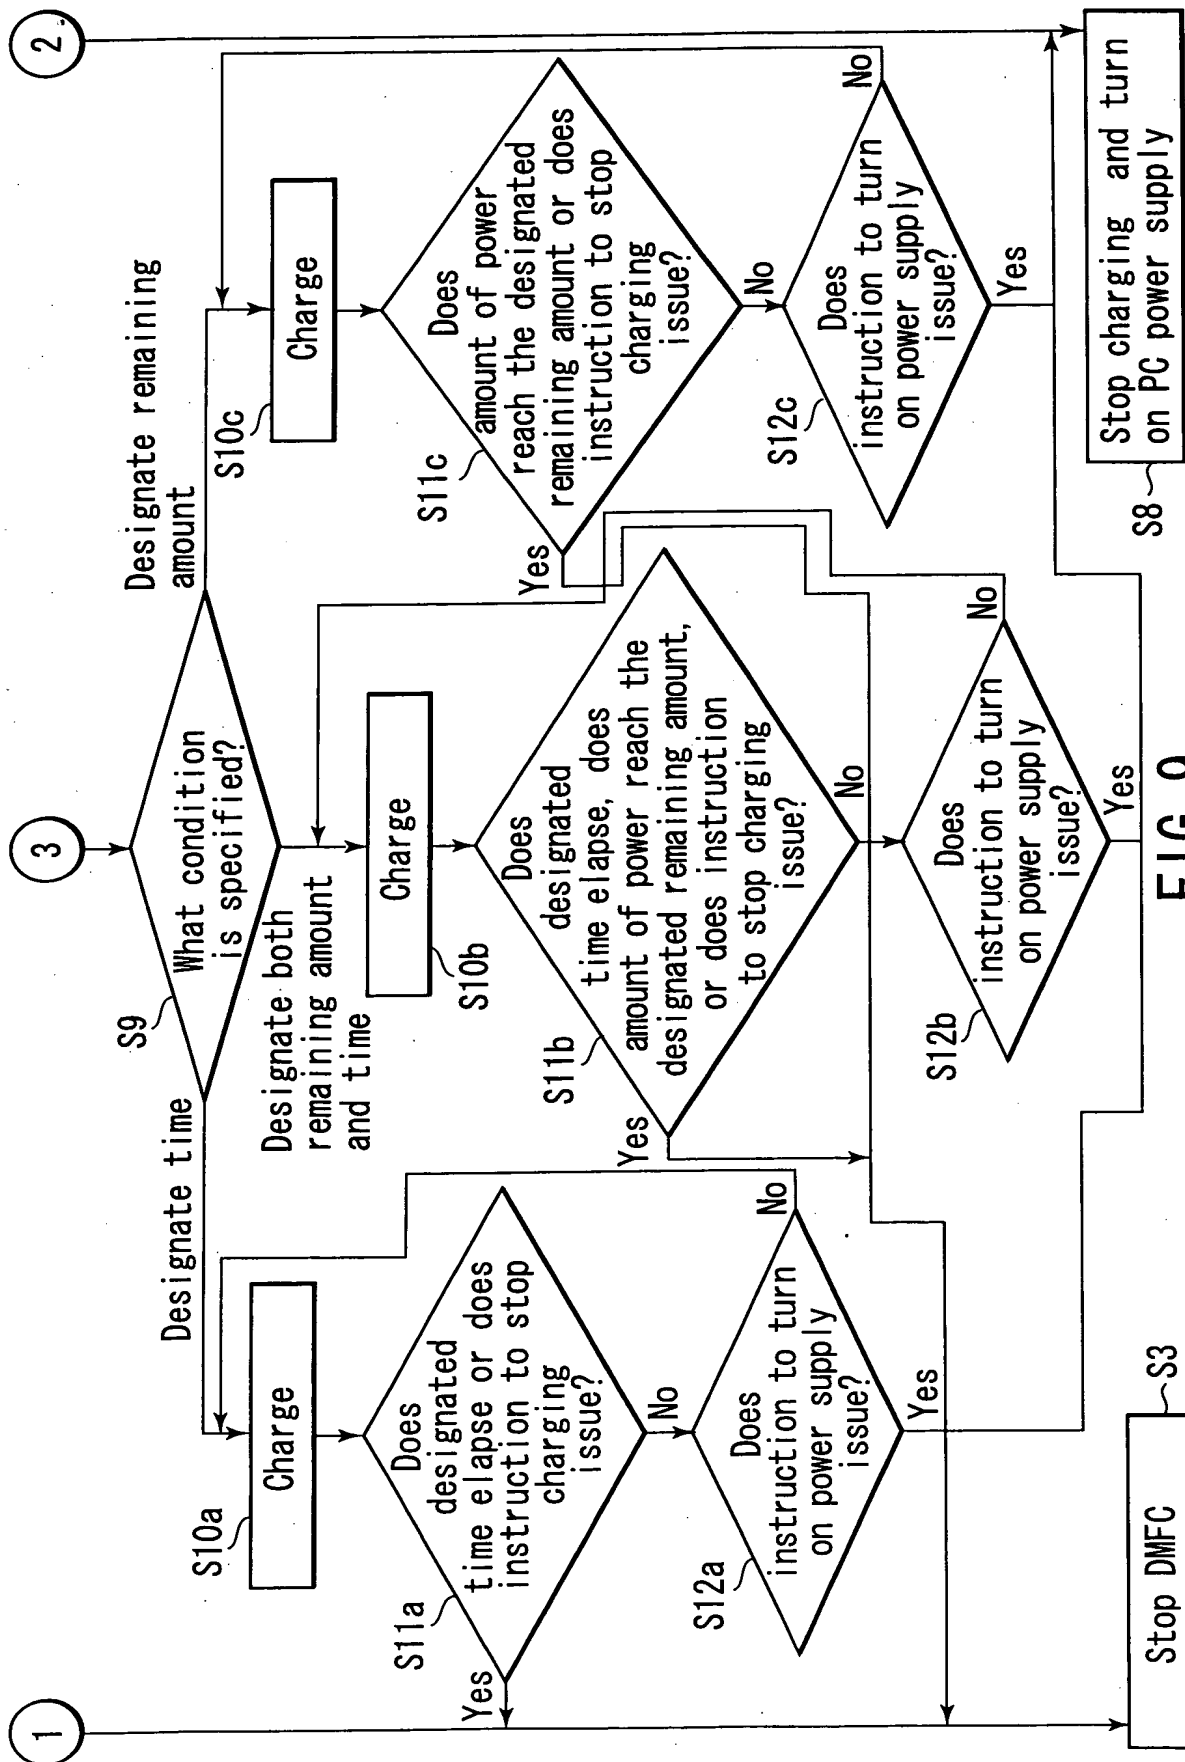 1
3
2
S9
What condition
is specified?
Designate time
Designate both
remaining amount
and time
Designate remaining
amount
S10a
Charge
S11a
Does
designated
time elapse or does
instruction to stop
charging
issue?
Yes
No
S12a
Does
instruction to turn
on power supply
issue?
No
Yes
S10b
Charge
S11b
Does
designated
time elapse, does
amount of power reach the
designated remaining amount,
or does instruction
to stop charging
issue?
Yes
No
S12b
Does
instruction to turn
on power supply
issue?
No
Yes
S10c
Charge
S11c
Does
amount of power
reach the designated
remaining amount or does
instruction to stop
charging
issue?
Yes
No
S12c
Does
instruction to turn
on power supply
issue?
No
Yes
Stop DMFC
S3
S8
Stop charging and turn
on PC power supply
FIG. 9